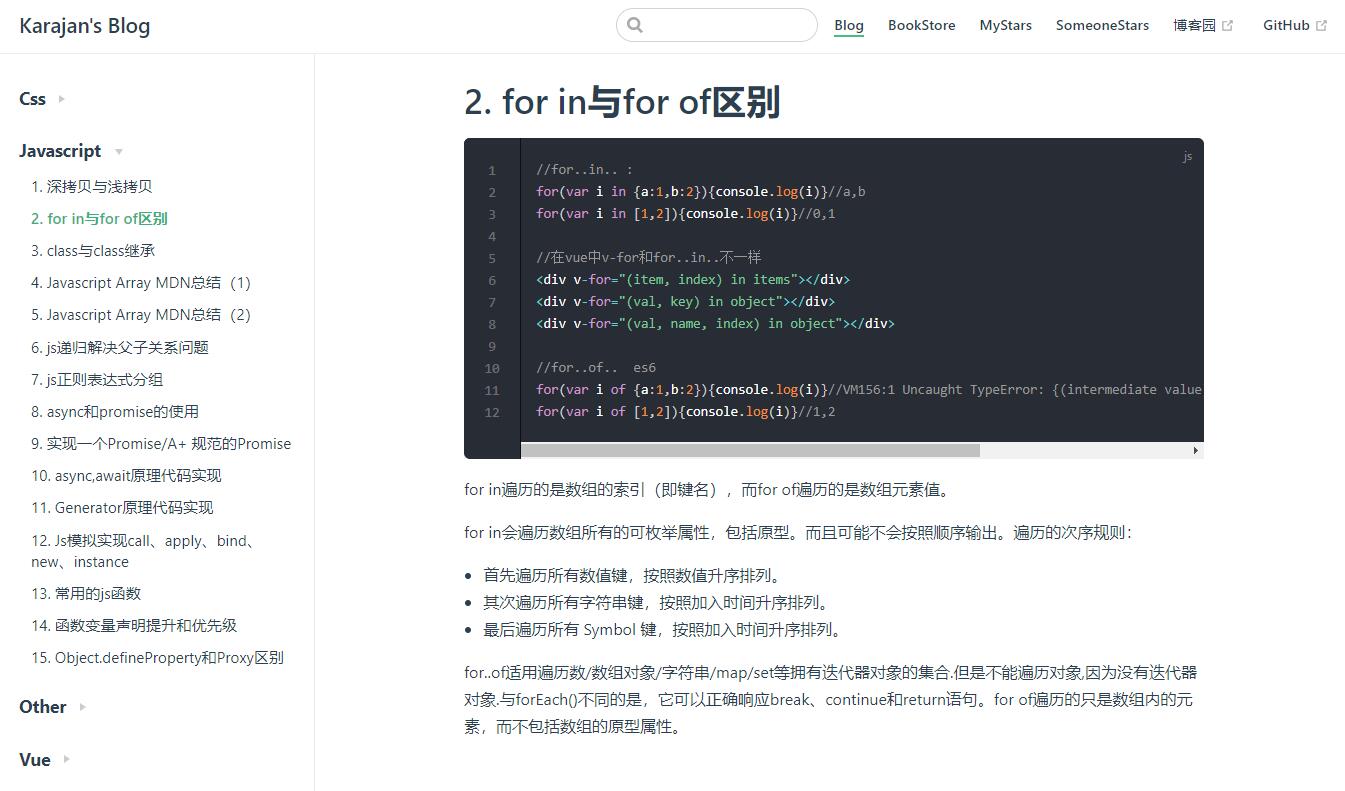 Karajan's Blog
Blog BookStore MyStars SomeoneStars 博客园 GitHub
Css
Javascript
1. 深拷贝与浅拷贝
2. for in与for of区别
3. class与class继承
4. Javascript Array MDN总结（1）
5. Javascript Array MDN总结（2）
6. js递归解决父子关系问题
7. js正则表达式分组
8. async和promise的使用
9. 实现一个Promise/A+ 规范的Promise
10. async,await原理代码实现
11. Generator原理代码实现
12. Js模拟实现call、apply、bind、
new、instance
13. 常用的js函数
14. 函数变量声明提升和优先级
15. Object.defineProperty和Proxy区别
Other
Vue
2. for in与for of区别
js
1 //for..in.. :
2 for(var i in {a:1,b:2}){console.log(i)}//a,b
3 for(var i in [1,2]){console.log(i)}//0,1
4
5 //在vue中v-for和for..in..不一样
6 <div v-for="(item, index) in items"></div>
7 <div v-for="(val, key) in object"></div>
8 <div v-for="(val, name, index) in object"></div>
9
10 //for..of..  es6
11 for(var i of {a:1,b:2}){console.log(i)}//VM156:1 Uncaught TypeError: {(intermediate value
12 for(var i of [1,2]){console.log(i)}//1,2
for in遍历的是数组的索引（即键名），而for of遍历的是数组元素值。
for in会遍历数组所有的可枚举属性，包括原型。而且可能不会按照顺序输出。遍历的次序规则：
• 首先遍历所有数值键，按照数值升序排列。
• 其次遍历所有字符串键，按照加入时间升序排列。
• 最后遍历所有 Symbol 键，按照加入时间升序排列。
for..of适用遍历数/数组对象/字符串/map/set等拥有迭代器对象的集合.但是不能遍历对象,因为没有迭代器
对象.与forEach()不同的是，它可以正确响应break、continue和return语句。for of遍历的只是数组内的元
素，而不包括数组的原型属性。